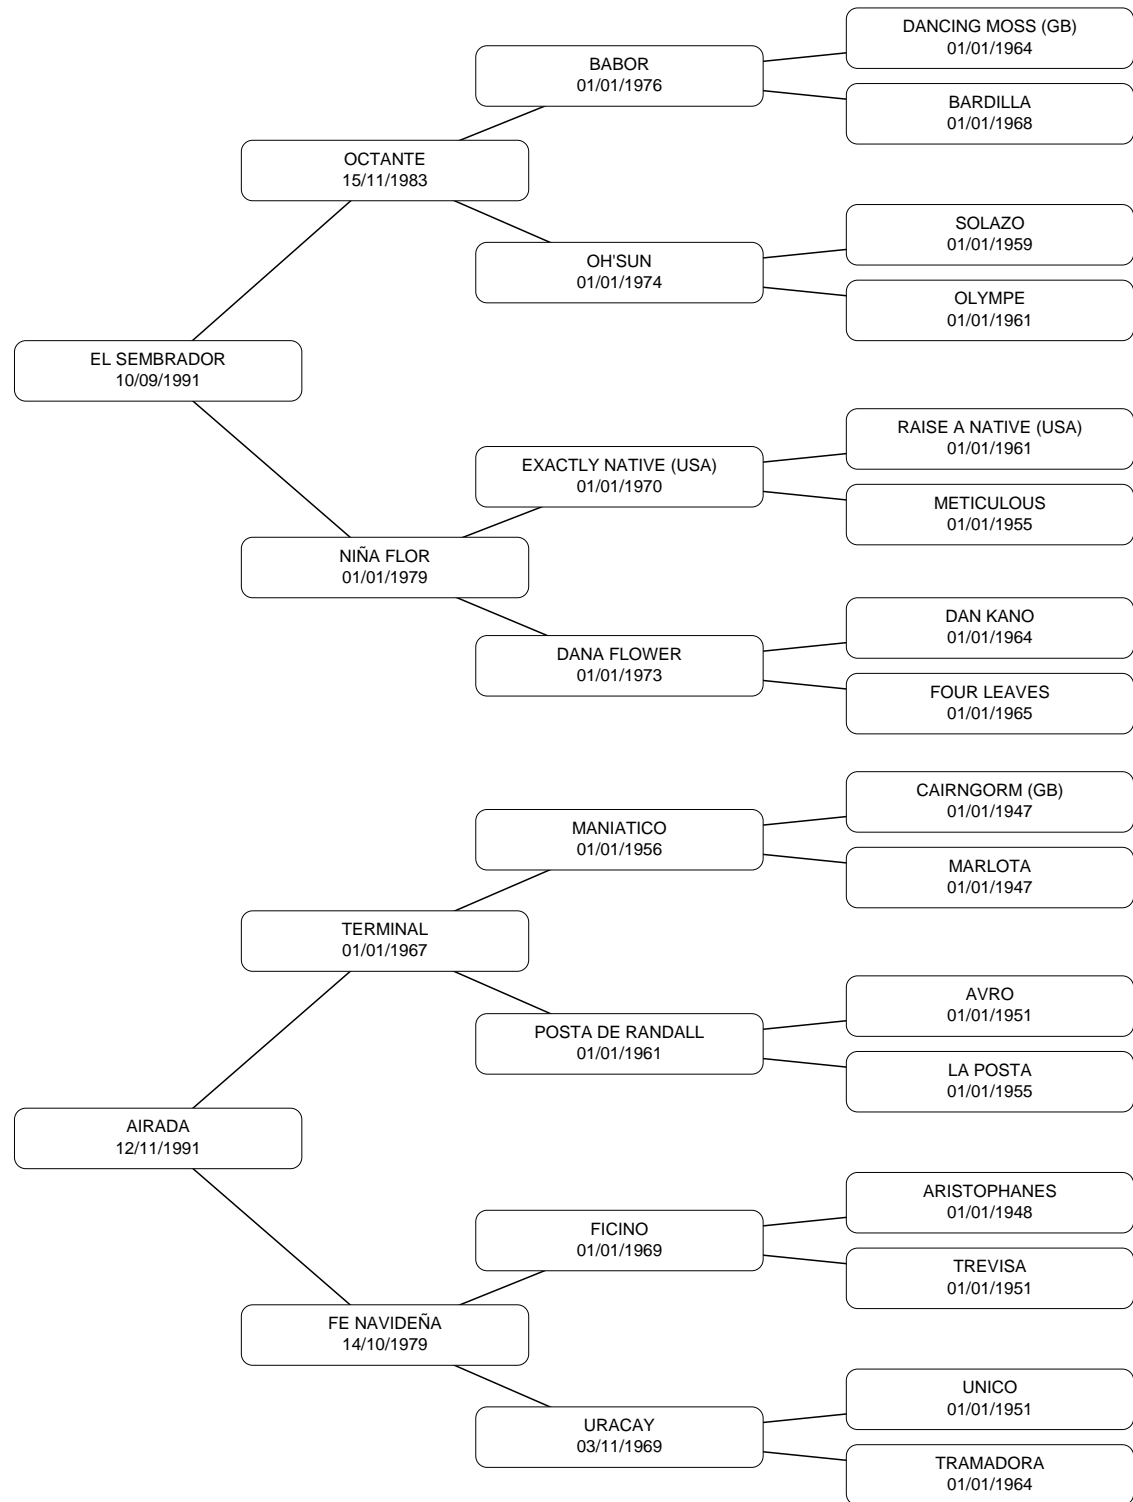 DANCING MOSS (GB)
01/01/1964
BABOR
01/01/1976
BARDILLA
01/01/1968
OCTANTE
15/11/1983
SOLAZO
01/01/1959
OH'SUN
01/01/1974
OLYMPE
01/01/1961
EL SEMBRADOR
10/09/1991
RAISE A NATIVE (USA)
01/01/1961
EXACTLY NATIVE (USA)
01/01/1970
METICULOUS
01/01/1955
NIÑA FLOR
01/01/1979
DAN KANO
01/01/1964
DANA FLOWER
01/01/1973
FOUR LEAVES
01/01/1965
CAIRNGORM (GB)
01/01/1947
MANIATICO
01/01/1956
MARLOTA
01/01/1947
TERMINAL
01/01/1967
AVRO
01/01/1951
POSTA DE RANDALL
01/01/1961
LA POSTA
01/01/1955
AIRADA
12/11/1991
ARISTOPHANES
01/01/1948
FICINO
01/01/1969
TREVISA
01/01/1951
FE NAVIDEÑA
14/10/1979
UNICO
01/01/1951
URACAY
03/11/1969
TRAMADORA
01/01/1964